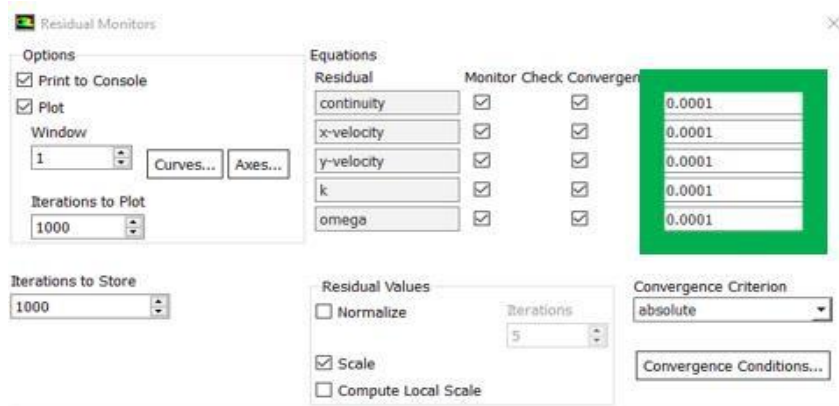 Residual Monitors
Options
Print to Console
Plot
Window
1
Curves...
Axes...
Iterations to Plot
1000
Iterations to Store
1000
Equations
Residual Monitor Check Convergen
continuity 0.0001
x-velocity 0.0001
y-velocity 0.0001
k 0.0001
omega 0.0001
Residual Values
Normalize
Iterations
5
Scale
Compute Local Scale
Convergence Criterion
absolute
Convergence Conditions...